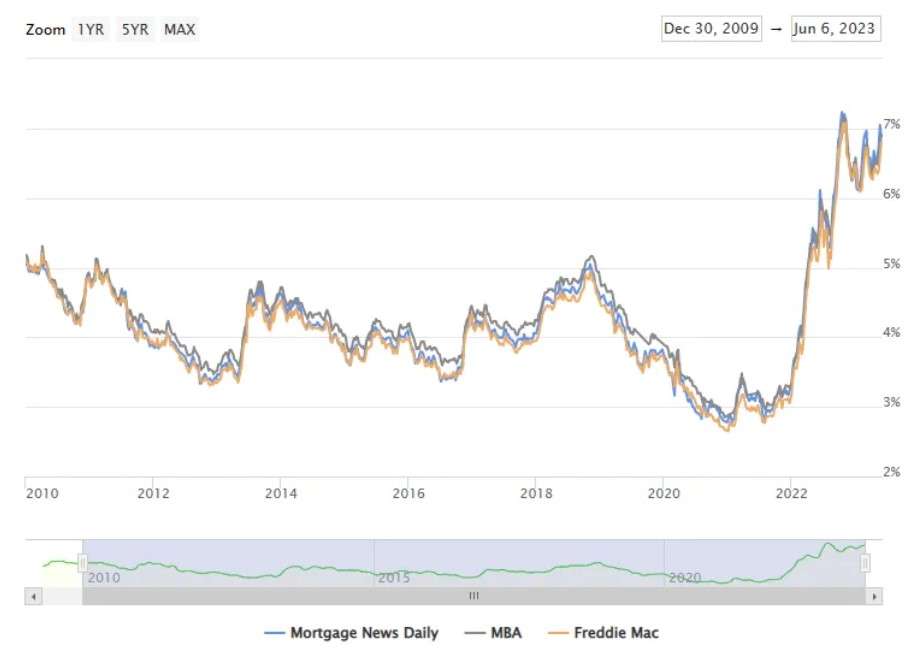 Zoom 1YR 5YR MAX Dec 30, 2009 → Jun 6, 2023
7%
6%
5%
4%
3%
2%
2010 2012 2014 2016 2018 2020 2022
2010 2015 2020
Mortgage News Daily MBA Freddie Mac